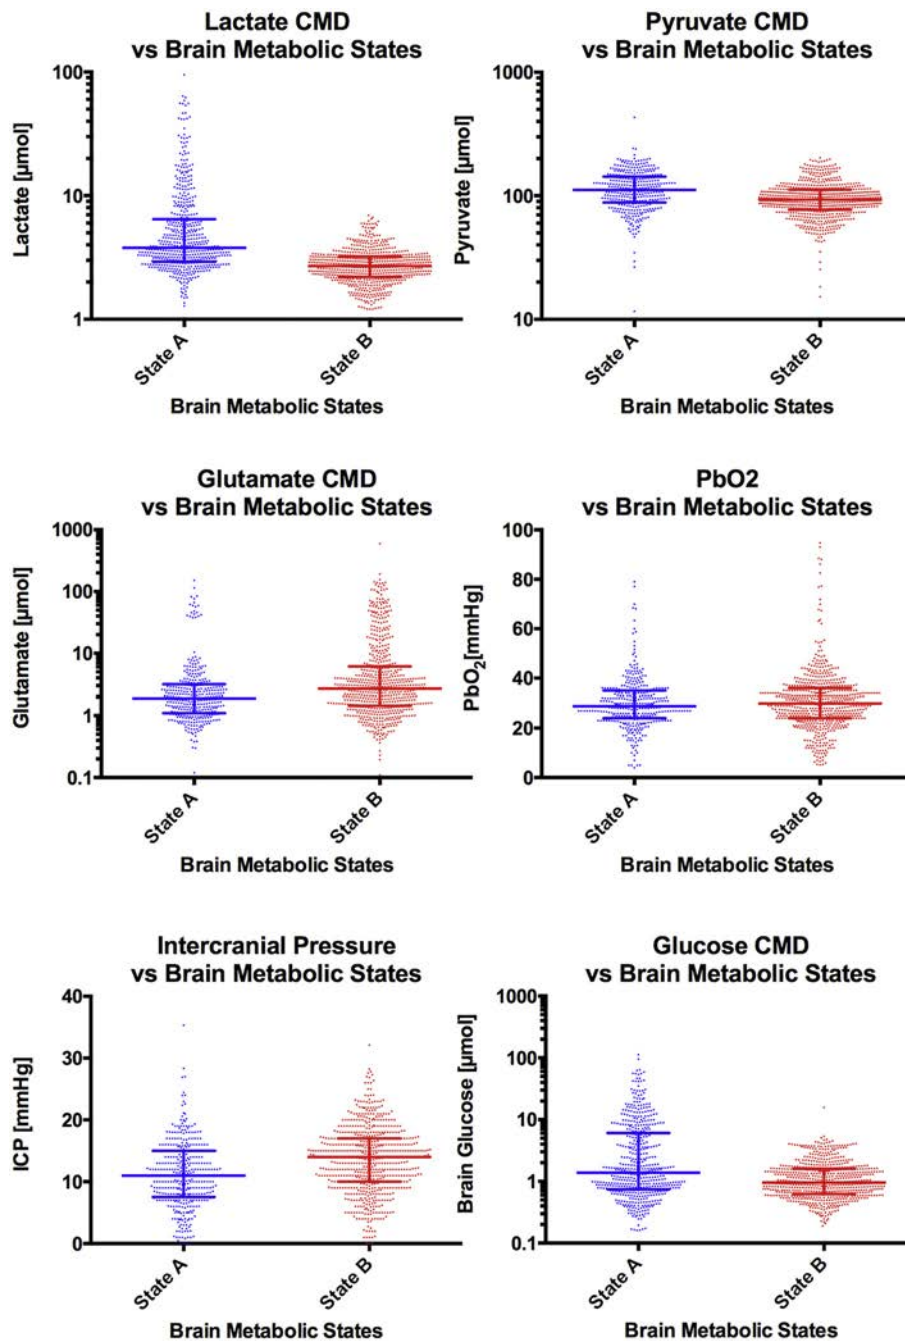 Lactate CMD
vs Brain Metabolic States
Lactate [µmol]
100
10
1
State A
State B
Brain Metabolic States
Pyruvate CMD
vs Brain Metabolic States
Pyruvate [µmol]
1000
100
10
State A
State B
Brain Metabolic States
Glutamate CMD
vs Brain Metabolic States
Glutamate [µmol]
1000
100
10
1
0.1
State A
State B
Brain Metabolic States
PbO2
vs Brain Metabolic States
PbO₂[mmHg]
100
80
60
40
20
0
State A
State B
Brain Metabolic States
Intercranial Pressure
vs Brain Metabolic States
ICP [mmHg]
40
30
20
10
0
State A
State B
Brain Metabolic States
Glucose CMD
vs Brain Metabolic States
Brain Glucose [µmol]
1000
100
10
1
0.1
State A
State B
Brain Metabolic States